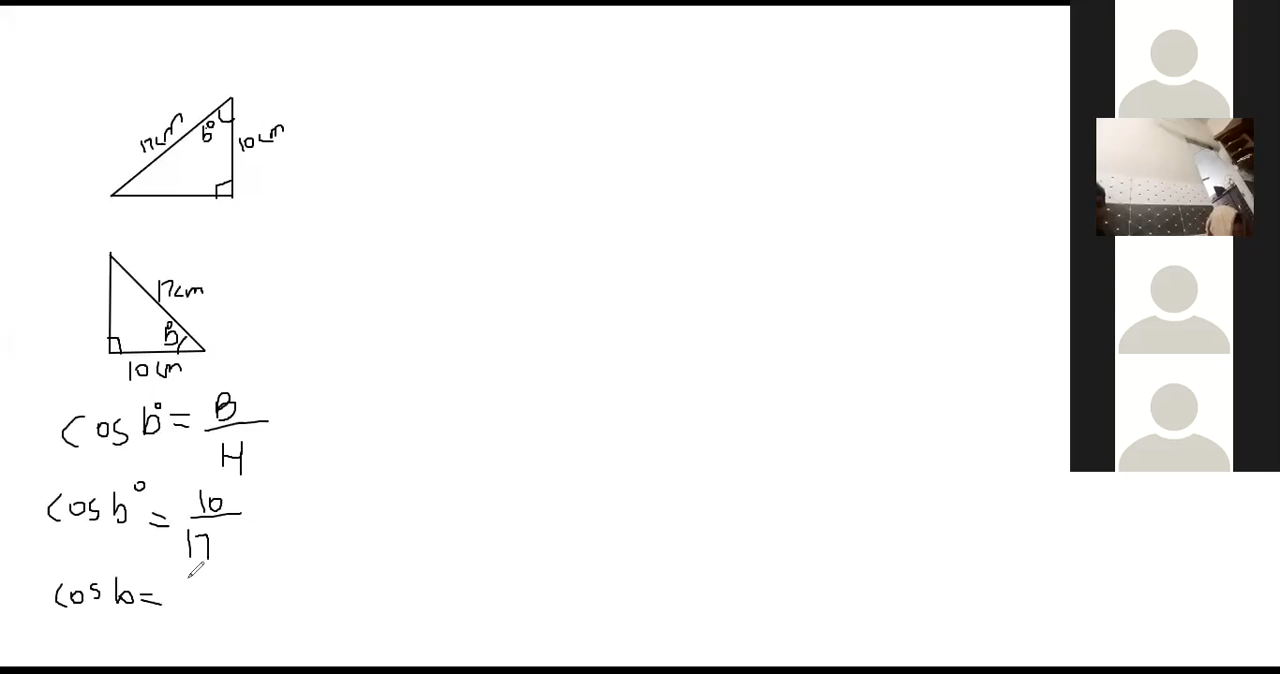 17cm
b°
10cm
17cm
b°
10cm
cos b° = B/H
cos b° = 10/17
cos b =